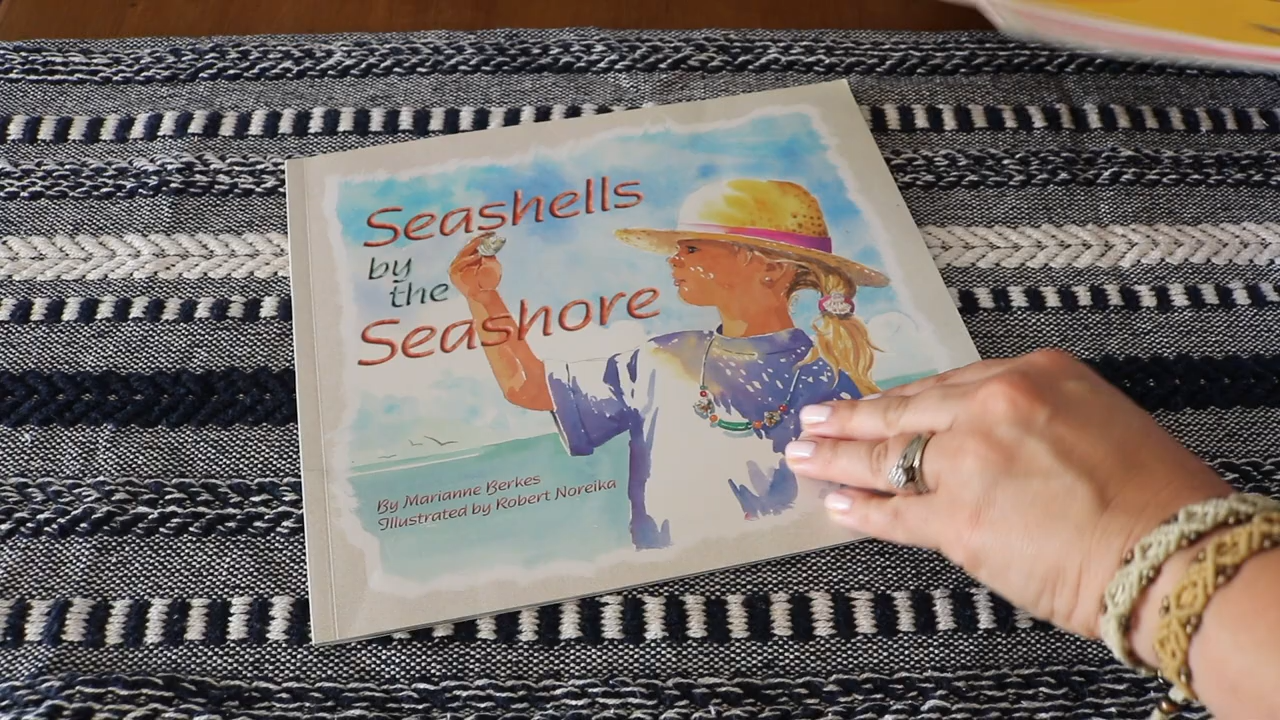 Seashells
by
the
Seashore
By Marianne Berkes
Illustrated by Robert Noreika